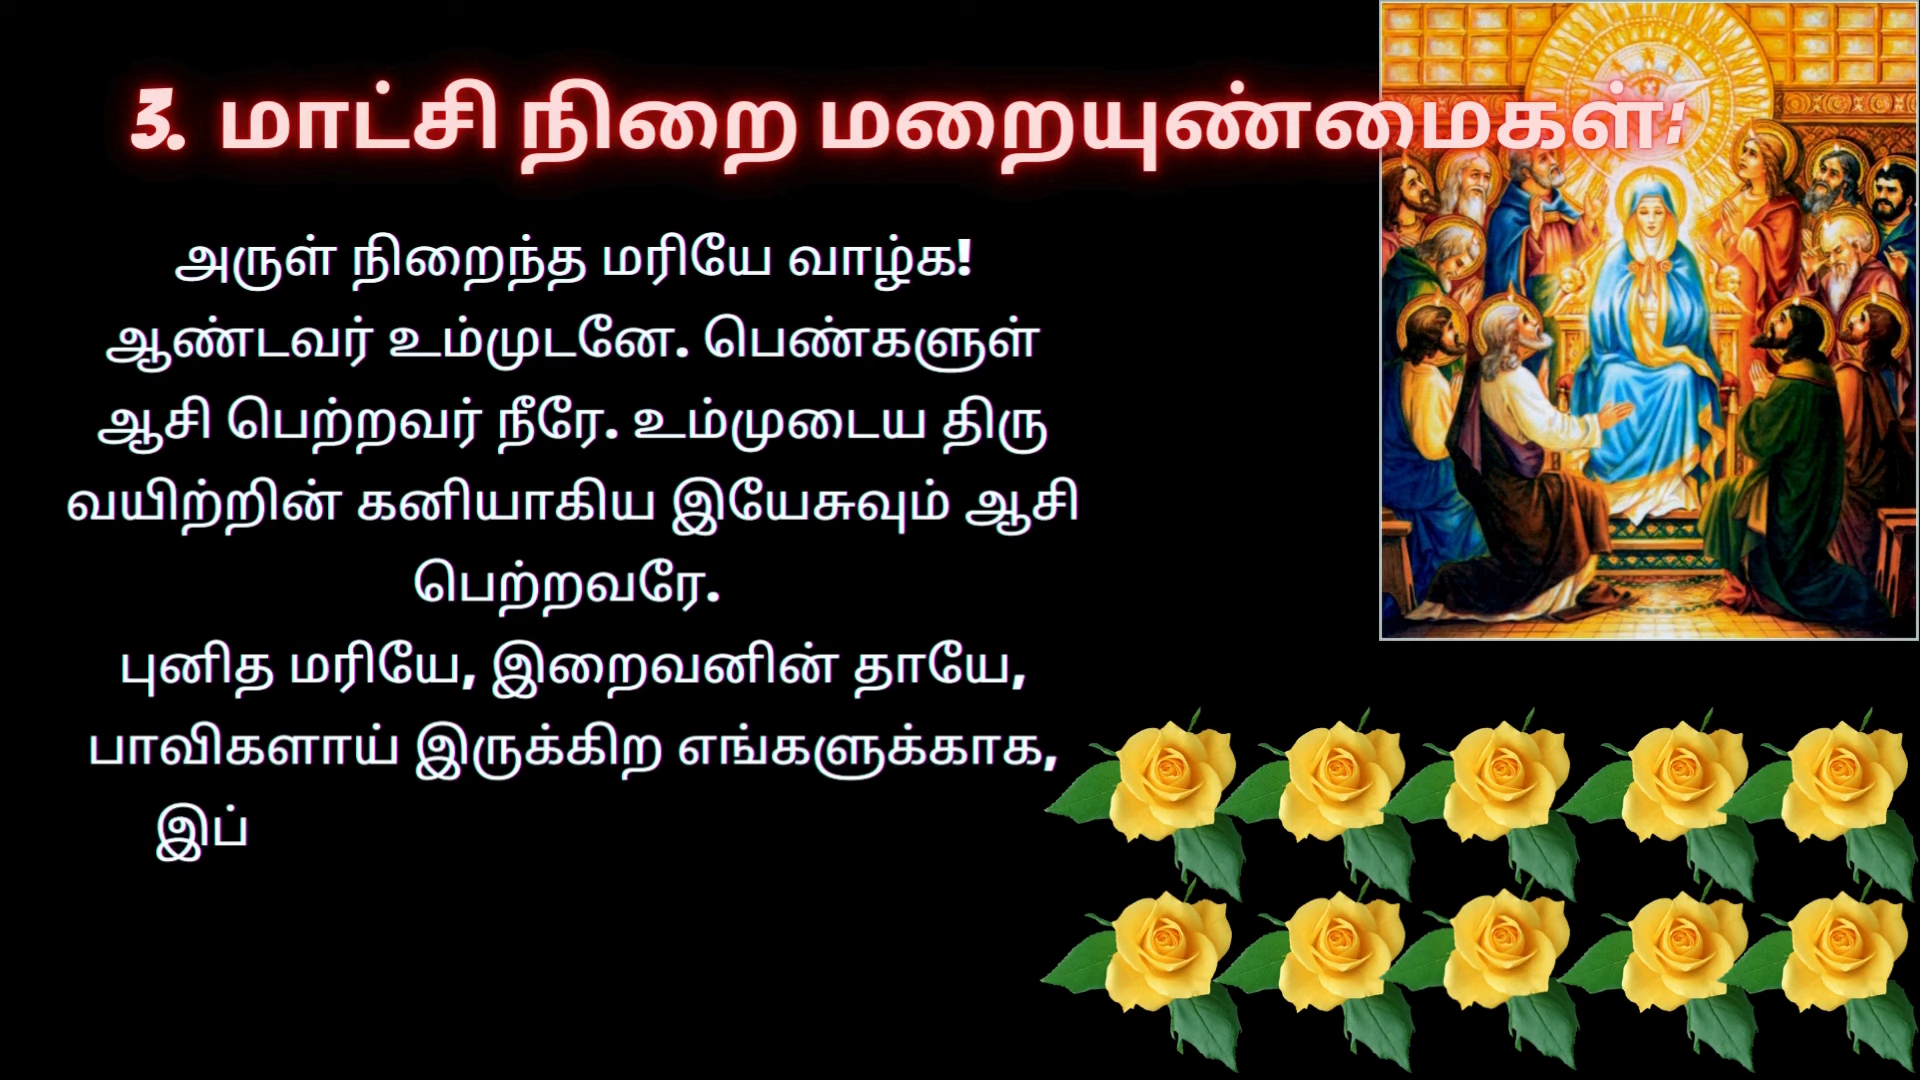 3. மாட்சி நிறை மறையுண்மைகள்:
அருள் நிறைந்த மரியே வாழ்க!
ஆண்டவர் உம்முடனே. பெண்களுள்
ஆசி பெற்றவர் நீரே. உம்முடைய திரு
வயிற்றின் கனியாகிய இயேசுவும் ஆசி
பெற்றவரே.
புனித மரியே, இறைவனின் தாயே,
பாவிகளாய் இருக்கிற எங்களுக்காக,
இப்